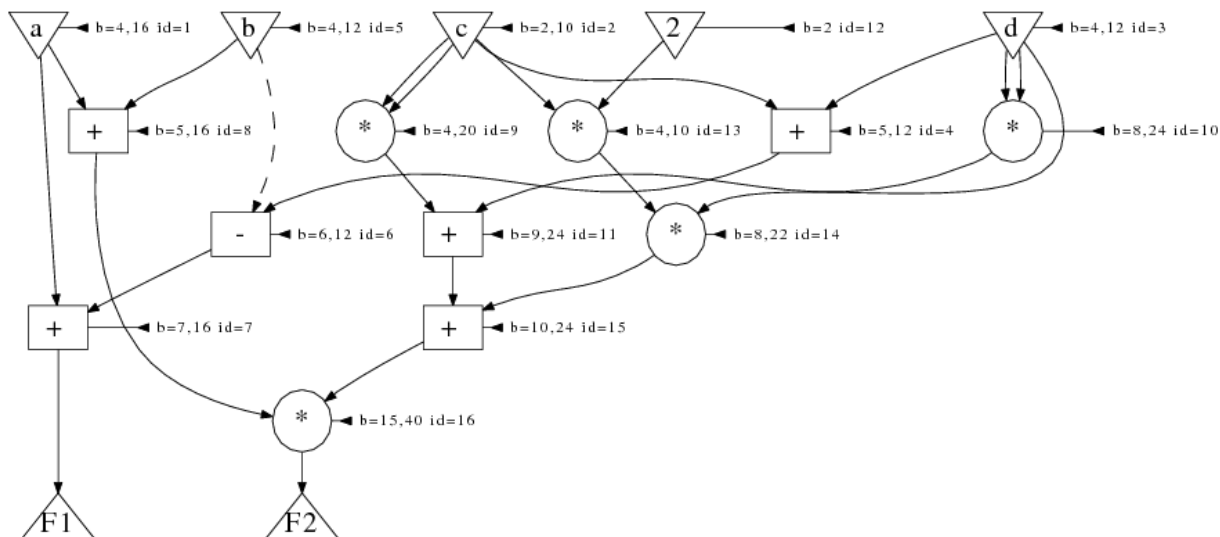 a b=4,16 id=1 b b=4,12 id=5 c b=2,10 id=2 2 b=2 id=12 d b=4,12 id=3
+ b=5,16 id=8 * b=4,20 id=9 * b=4,10 id=13 + b=5,12 id=4 * b=8,24 id=10
- b=6,12 id=6 + b=9,24 id=11 * b=8,22 id=14
+ b=7,16 id=7 + b=10,24 id=15
* b=15,40 id=16
F1 F2